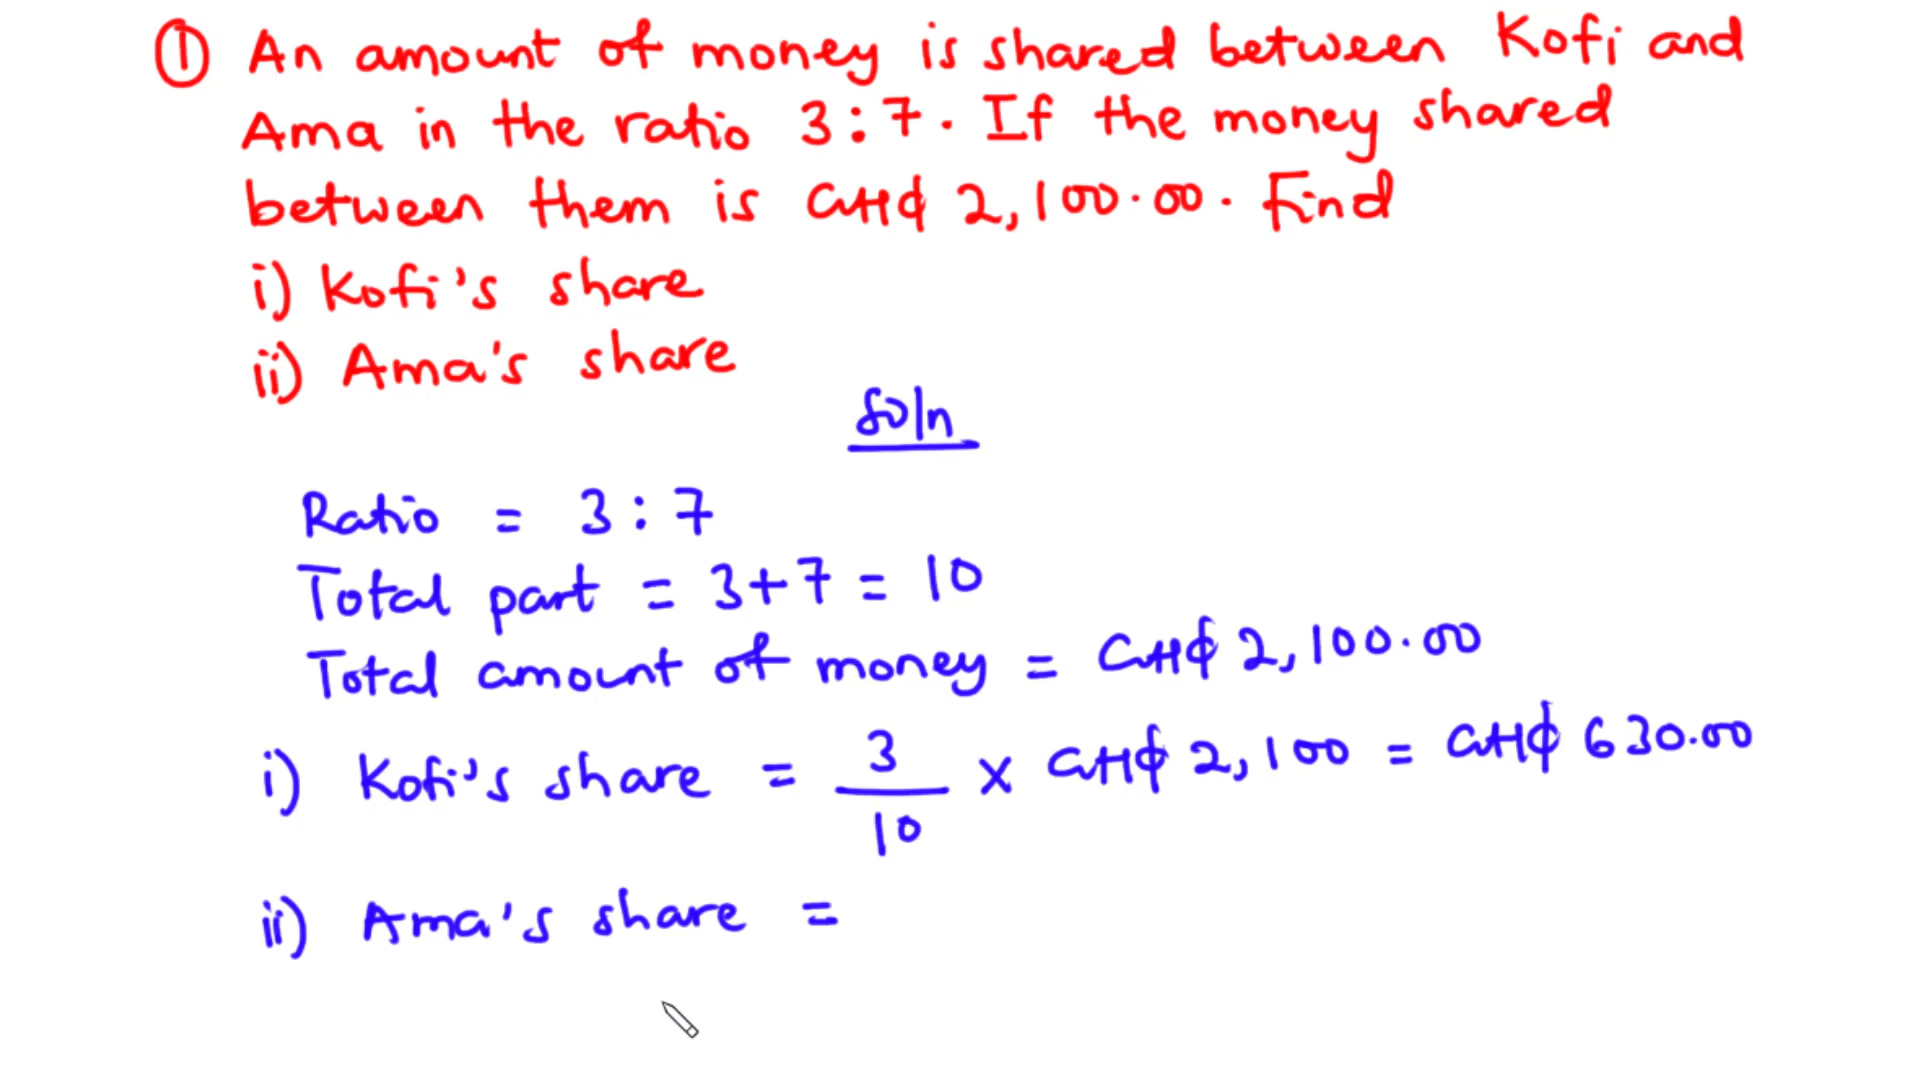 ① An amount of money is shared between Kofi and
Ama in the ratio 3:7. If the money shared
between them is GH₵ 2,100.00. Find
i) Kofi's share
ii) Ama's share
Soln
Ratio = 3:7
Total part = 3+7 = 10
Total amount of money = GH₵ 2,100.00
i) Kofi's share = 3/10 × GH₵ 2,100 = GH₵ 630.00
ii) Ama's share =